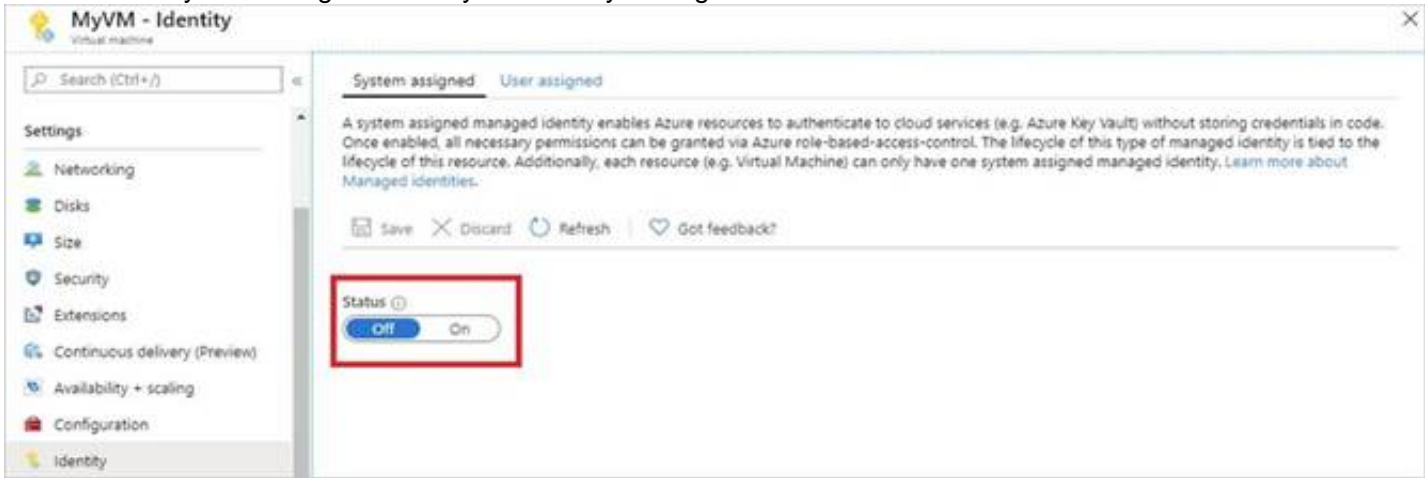 MyVM - Identity
Virtual machine
Search (Ctrl+/)
Settings
Networking
Disks
Size
Security
Extensions
Continuous delivery (Preview)
Availability + scaling
Configuration
Identity
System assigned User assigned
A system assigned managed identity enables Azure resources to authenticate to cloud services (e.g. Azure Key Vault) without storing credentials in code.
Once enabled, all necessary permissions can be granted via Azure role-based-access-control. The lifecycle of this type of managed identity is tied to the
lifecycle of this resource. Additionally, each resource (e.g. Virtual Machine) can only have one system assigned managed identity. Learn more about
Managed identities.
Save Discard Refresh Got feedback?
Status
Off On